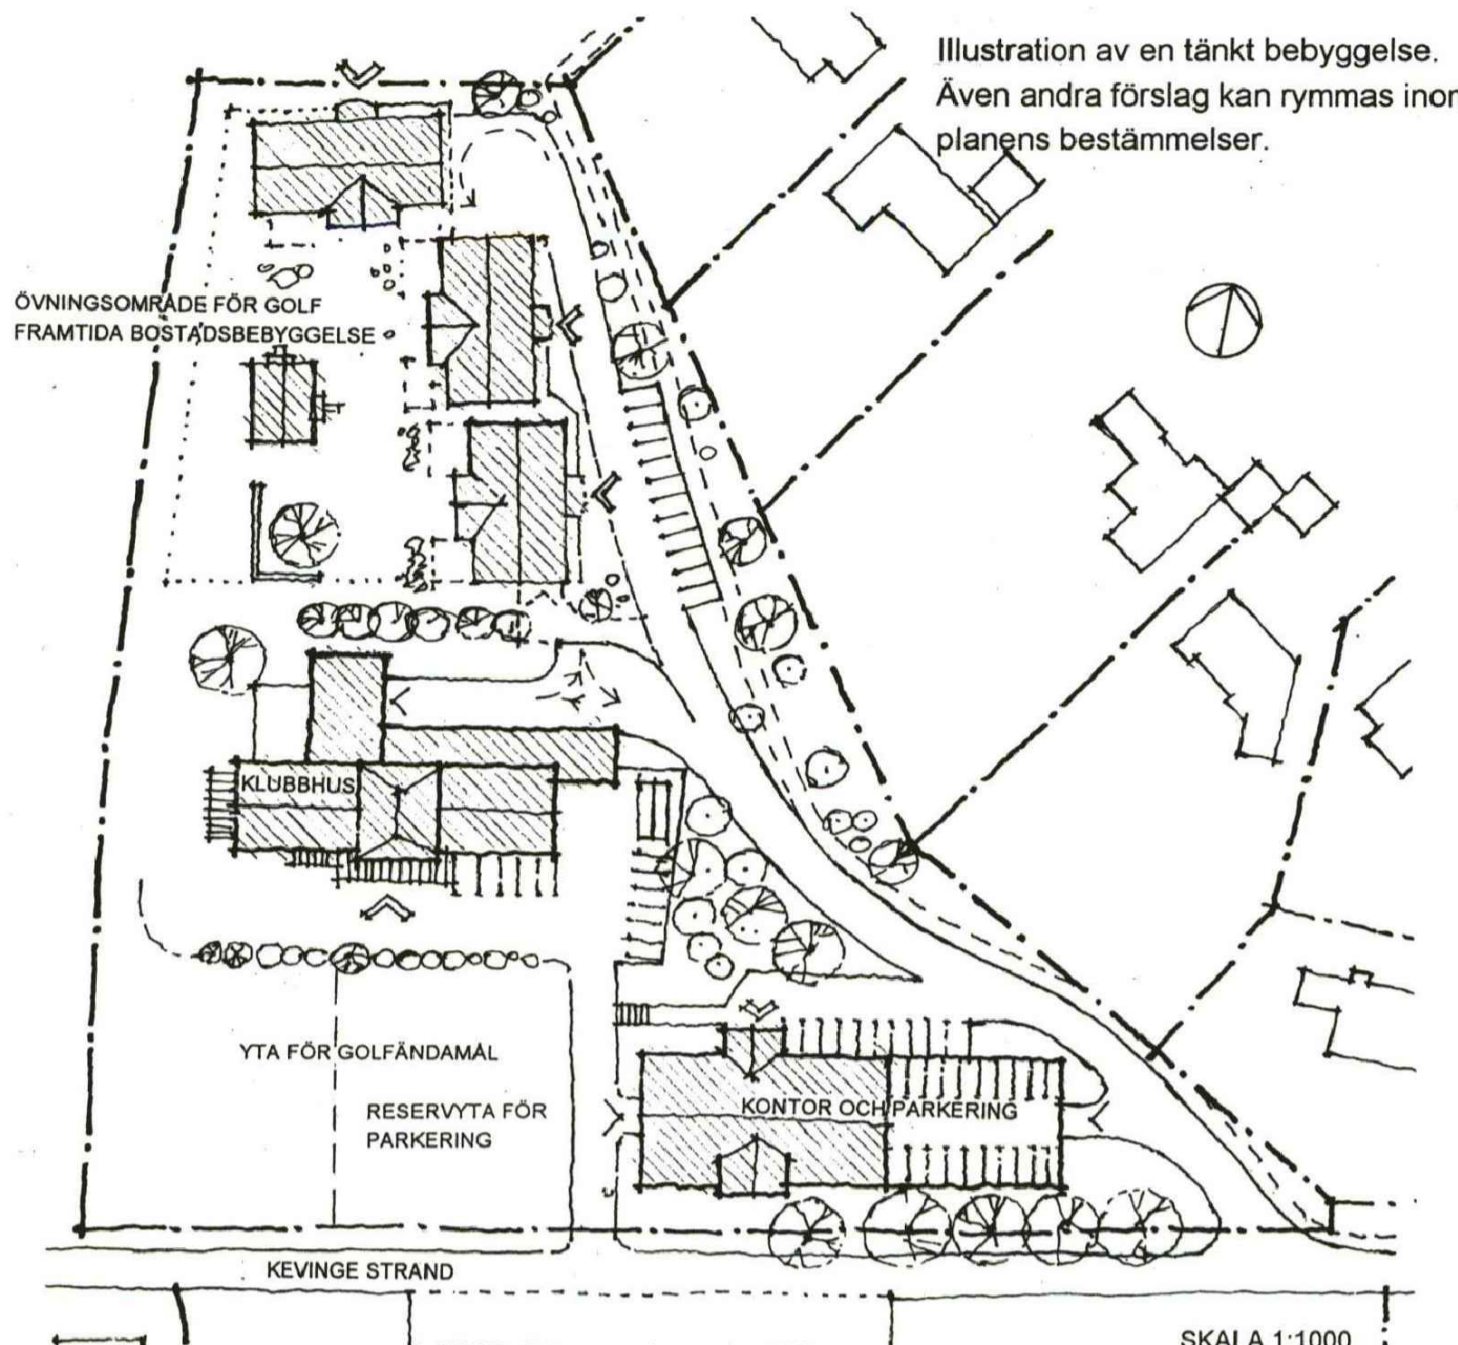 Illustration av en tänkt bebyggelse.
Även andra förslag kan rymmas inor
planens bestämmelser.
ÖVNINGSOMRÅDE FÖR GOLF
FRAMTIDA BOSTADSBEBYGGELSE
KLUBBHUS
YTA FÖR GOLFÄNDAMÅL
RESERVYTA FÖR
PARKERING
KONTOR OCH PARKERING
KEVINGE STRAND
SKALA 1:1000